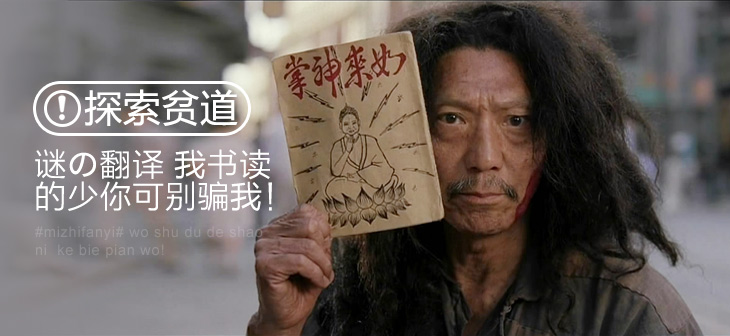 探索贫道
谜の翻译 我书读
的少你可别骗我!
#mizhifanyi# wo shu du de shao
ni ke bie pian wo!
如来神掌